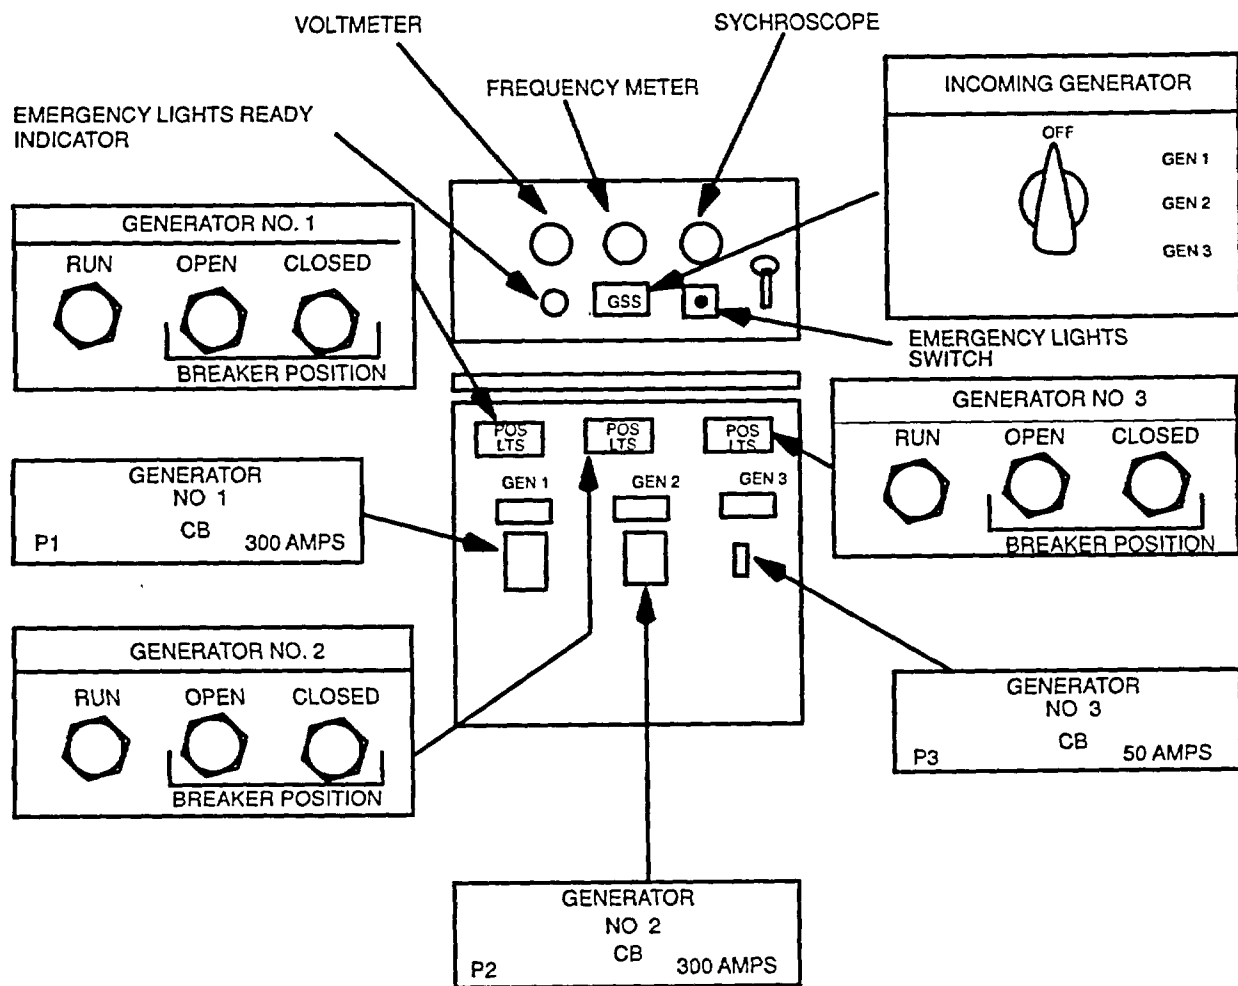 VOLTMETER
SYCHROSCOPE
FREQUENCY METER
EMERGENCY LIGHTS READY
INDICATOR
INCOMING GENERATOR
OFF
GEN 1
GEN 2
GEN 3
GENERATOR NO. 1
RUN OPEN CLOSED
BREAKER POSITION
GSS
EMERGENCY LIGHTS
SWITCH
GENERATOR NO 3
RUN OPEN CLOSED
BREAKER POSITION
POS
LTS
POS
LTS
POS
LTS
GEN 1 GEN 2 GEN 3
GENERATOR
NO 1
CB
P1 300 AMPS
GENERATOR NO. 2
RUN OPEN CLOSED
BREAKER POSITION
GENERATOR
NO 3
CB
P3 50 AMPS
GENERATOR
NO 2
CB
P2 300 AMPS